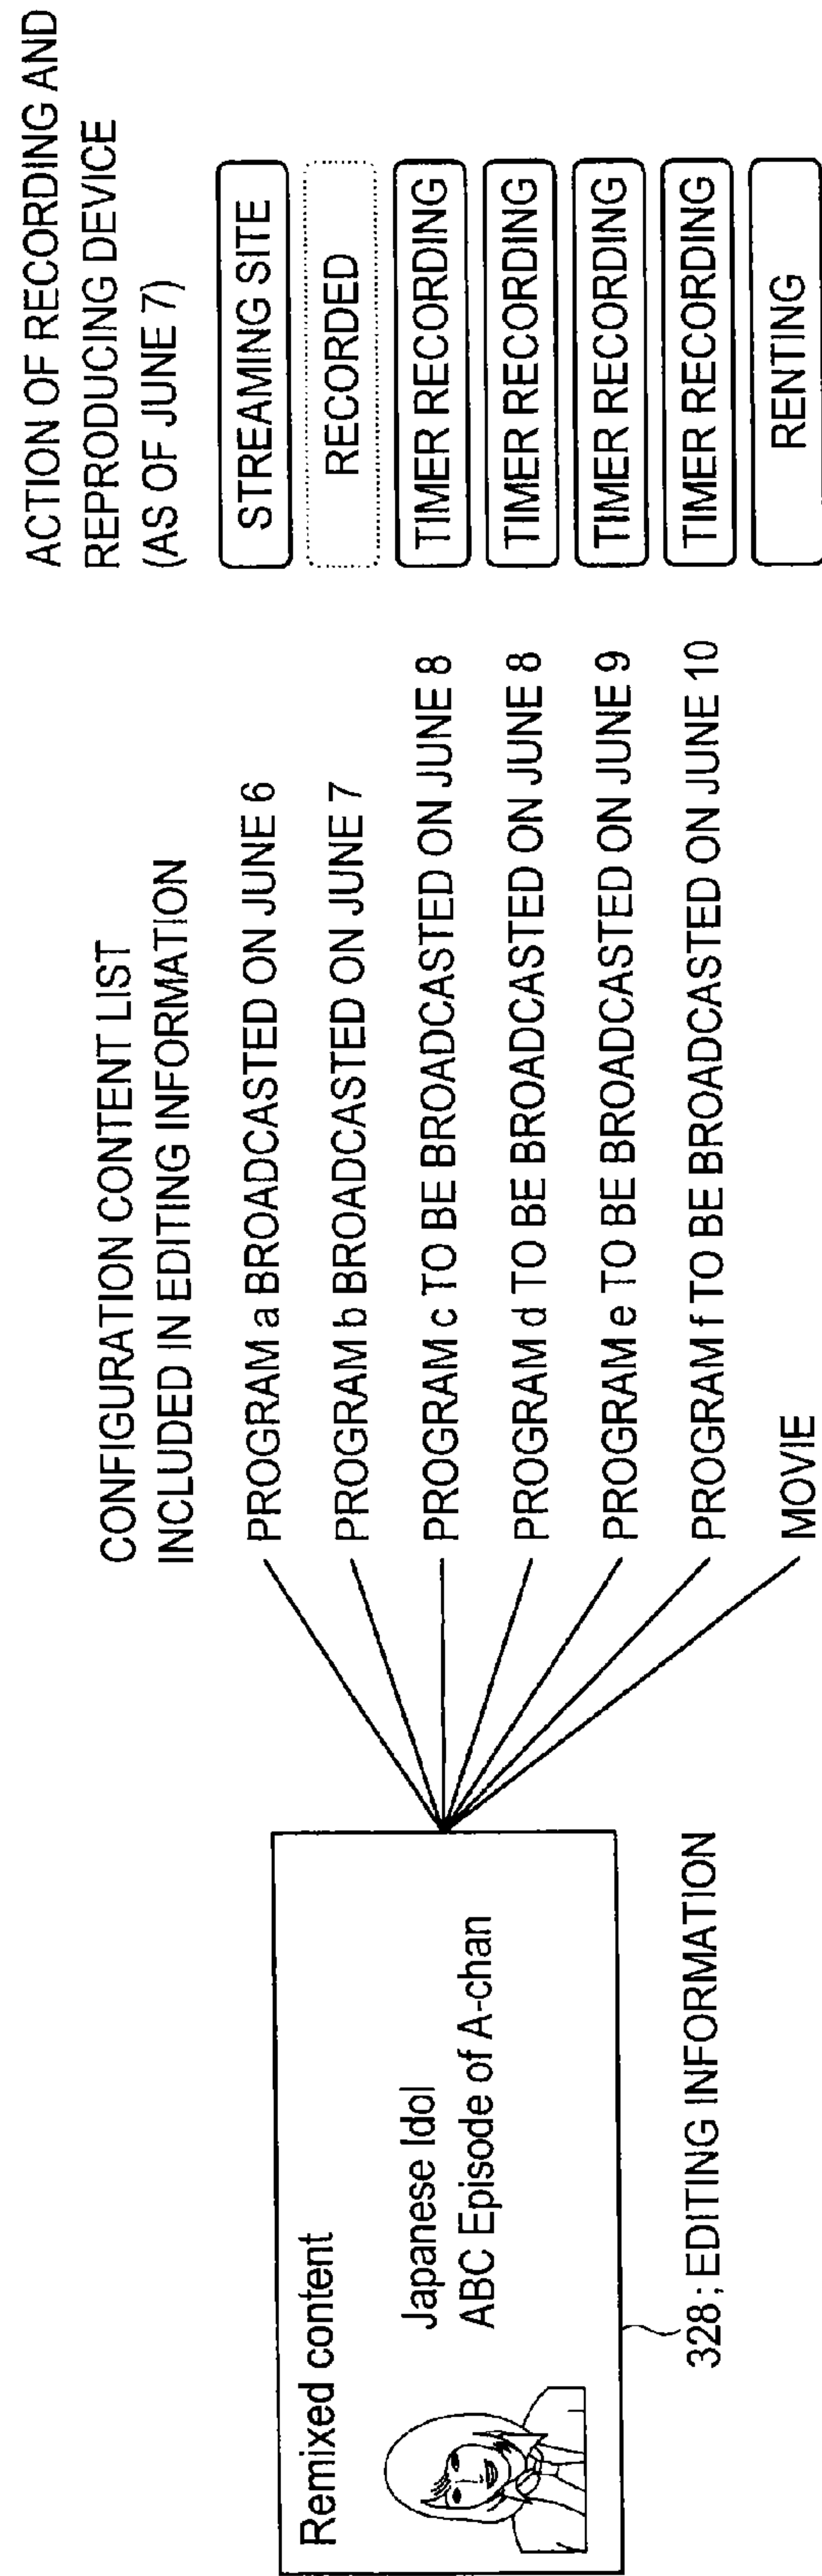 Remixed content
Japanese Idol
ABC Episode of A-chan
328 ; EDITING INFORMATION
CONFIGURATION CONTENT LIST
INCLUDED IN EDITING INFORMATION
PROGRAM a BROADCASTED ON JUNE 6
PROGRAM b BROADCASTED ON JUNE 7
PROGRAM c TO BE BROADCASTED ON JUNE 8
PROGRAM d TO BE BROADCASTED ON JUNE 8
PROGRAM e TO BE BROADCASTED ON JUNE 9
PROGRAM f TO BE BROADCASTED ON JUNE 10
MOVIE
ACTION OF RECORDING AND
REPRODUCING DEVICE
(AS OF JUNE 7)
STREAMING SITE
RECORDED
TIMER RECORDING
TIMER RECORDING
TIMER RECORDING
TIMER RECORDING
RENTING